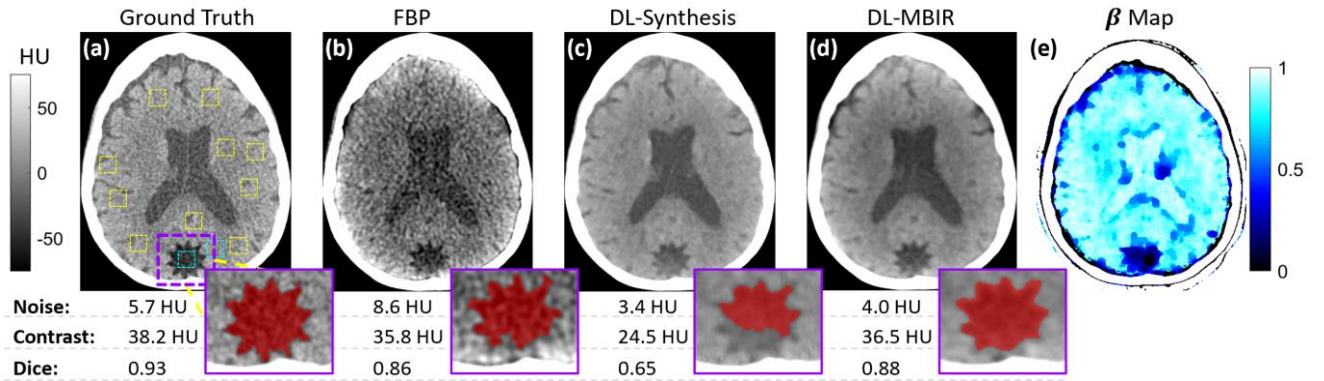 Ground Truth FBP DL-Synthesis DL-MBIR β Map
HU (a) (b) (c) (d) (e)
50
0
-50
1
0.5
0
Noise: 5.7 HU 8.6 HU 3.4 HU 4.0 HU
Contrast: 38.2 HU 35.8 HU 24.5 HU 36.5 HU
Dice: 0.93 0.86 0.65 0.88